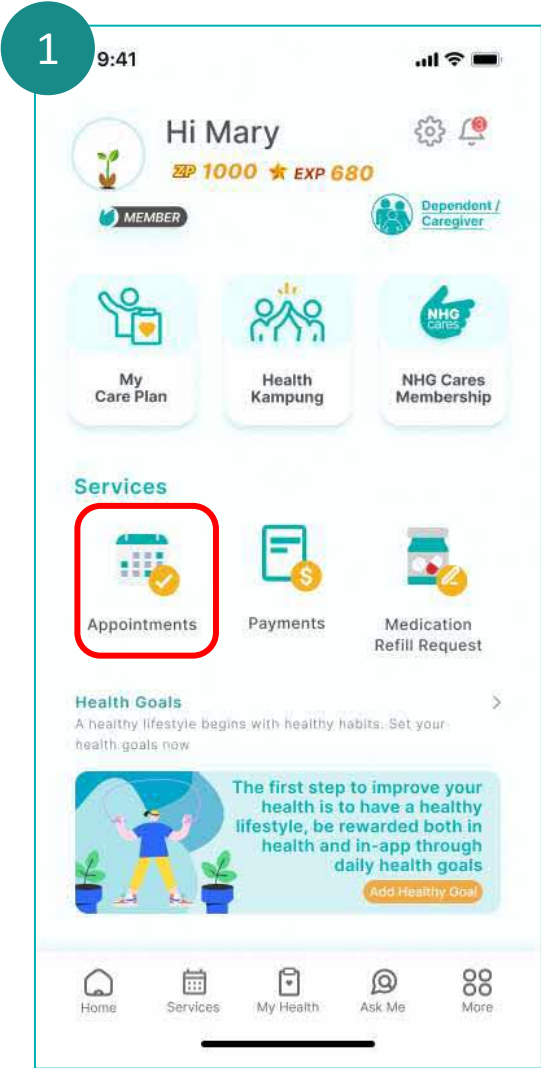 1
9:41
Hi Mary
3
ZP 1000 EXP 680
MEMBER
Dependent /
Caregiver
NHG
cares
My
Care Plan
Health
Kampung
NHG Cares
Membership
Services
$
Appointments
Payments
Medication
Refill Request
Health Goals
A healthy lifestyle begins with healthy habits. Set your
health goals now
The first step to improve your
health is to have a healthy
lifestyle, be rewarded both in
health and in-app through
daily health goals
Add Healthy Goal
Home
Services
My Health
Ask Me
More